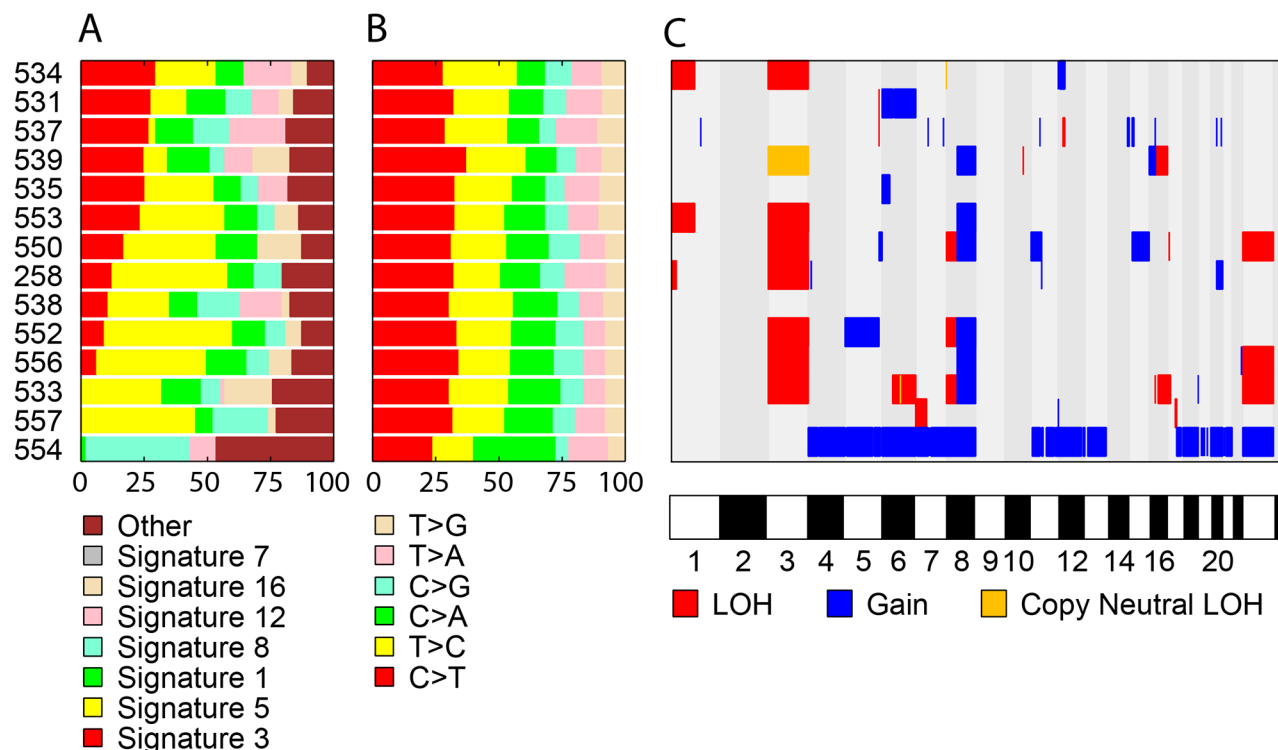 A B C
534
531
537
539
535
553
550
258
538
552
556
533
557
554
0 25 50 75 100
0 25 50 75 100
1 2 3 4 5 6 7 8 9 10 12 14 16 20
LOH Gain Copy Neutral LOH
Other
Signature 7
Signature 16
Signature 12
Signature 8
Signature 1
Signature 5
Signature 3
T>G
T>A
C>G
C>A
T>C
C>T